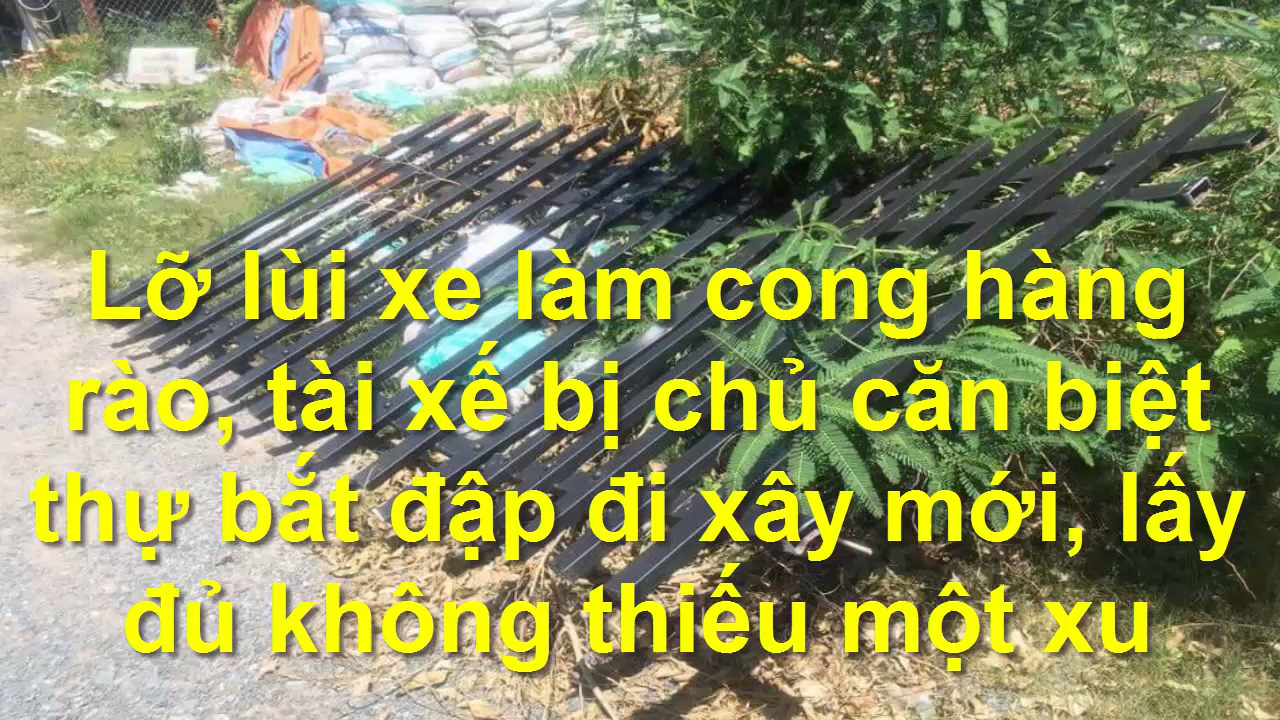 Lỡ lùi xe làm cong hàng
rào, tài xế bị chủ căn biệt
thự bắt đập đi xây mới, lấy
đủ không thiếu một xu